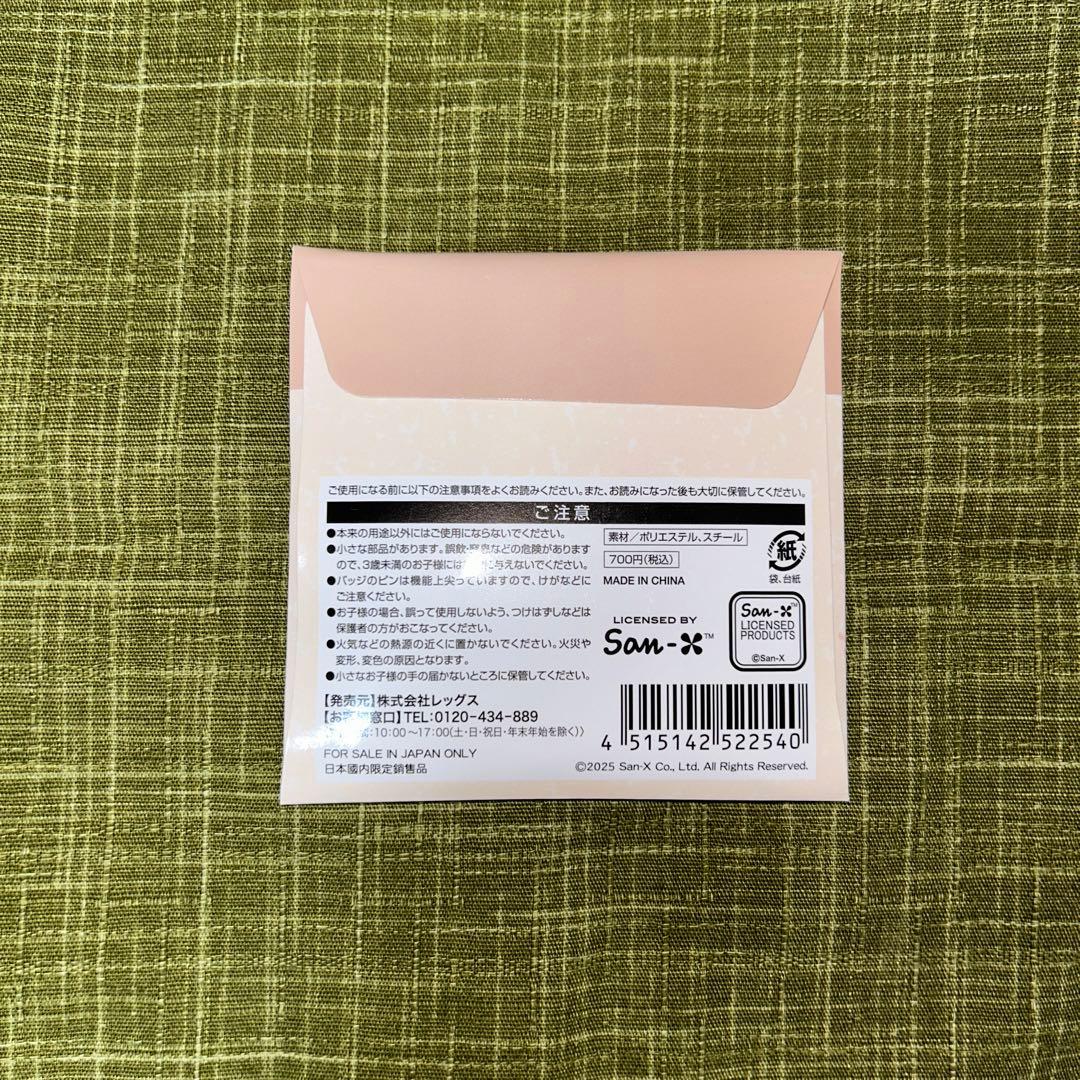 ご使用になる前に以下の注意事項をよくお読みください。また、お読みになった後も大切に保管してください。
ご注意
●本来の用途以外にはご使用にならないでください。
●小さな部品があります。誤飲・窒息などの危険があります
ので、3歳未満のお子様には に与えないでください。
●バッジのピンは機能上尖っていますので、けがなどに
ご注意ください。
●お子様の場合、誤って使用しないよう、つけはずしなどは
保護者の方がおこなってください。
●火気などの熱源の近くに置かないでください。火災や
変形、変色の原因となります。
●小さなお子様の手の届かないところに保管してください。
【発売元】株式会社レッグス
【お 窓口】TEL:0120-434-889
間:10:00〜17:00(土・日・祝日・年末年始を除く)〉
FOR SALE IN JAPAN ONLY
日本國内限定銷售品
素材/ポリエステル、スチール
700円(税込)
MADE IN CHINA
紙
袋、台紙
LICENSED BY
San-X™
San-X™
LICENSED
PRODUCTS
©San-X
4 515142 522540
©2025 San-X Co., Ltd. All Rights Reserved.